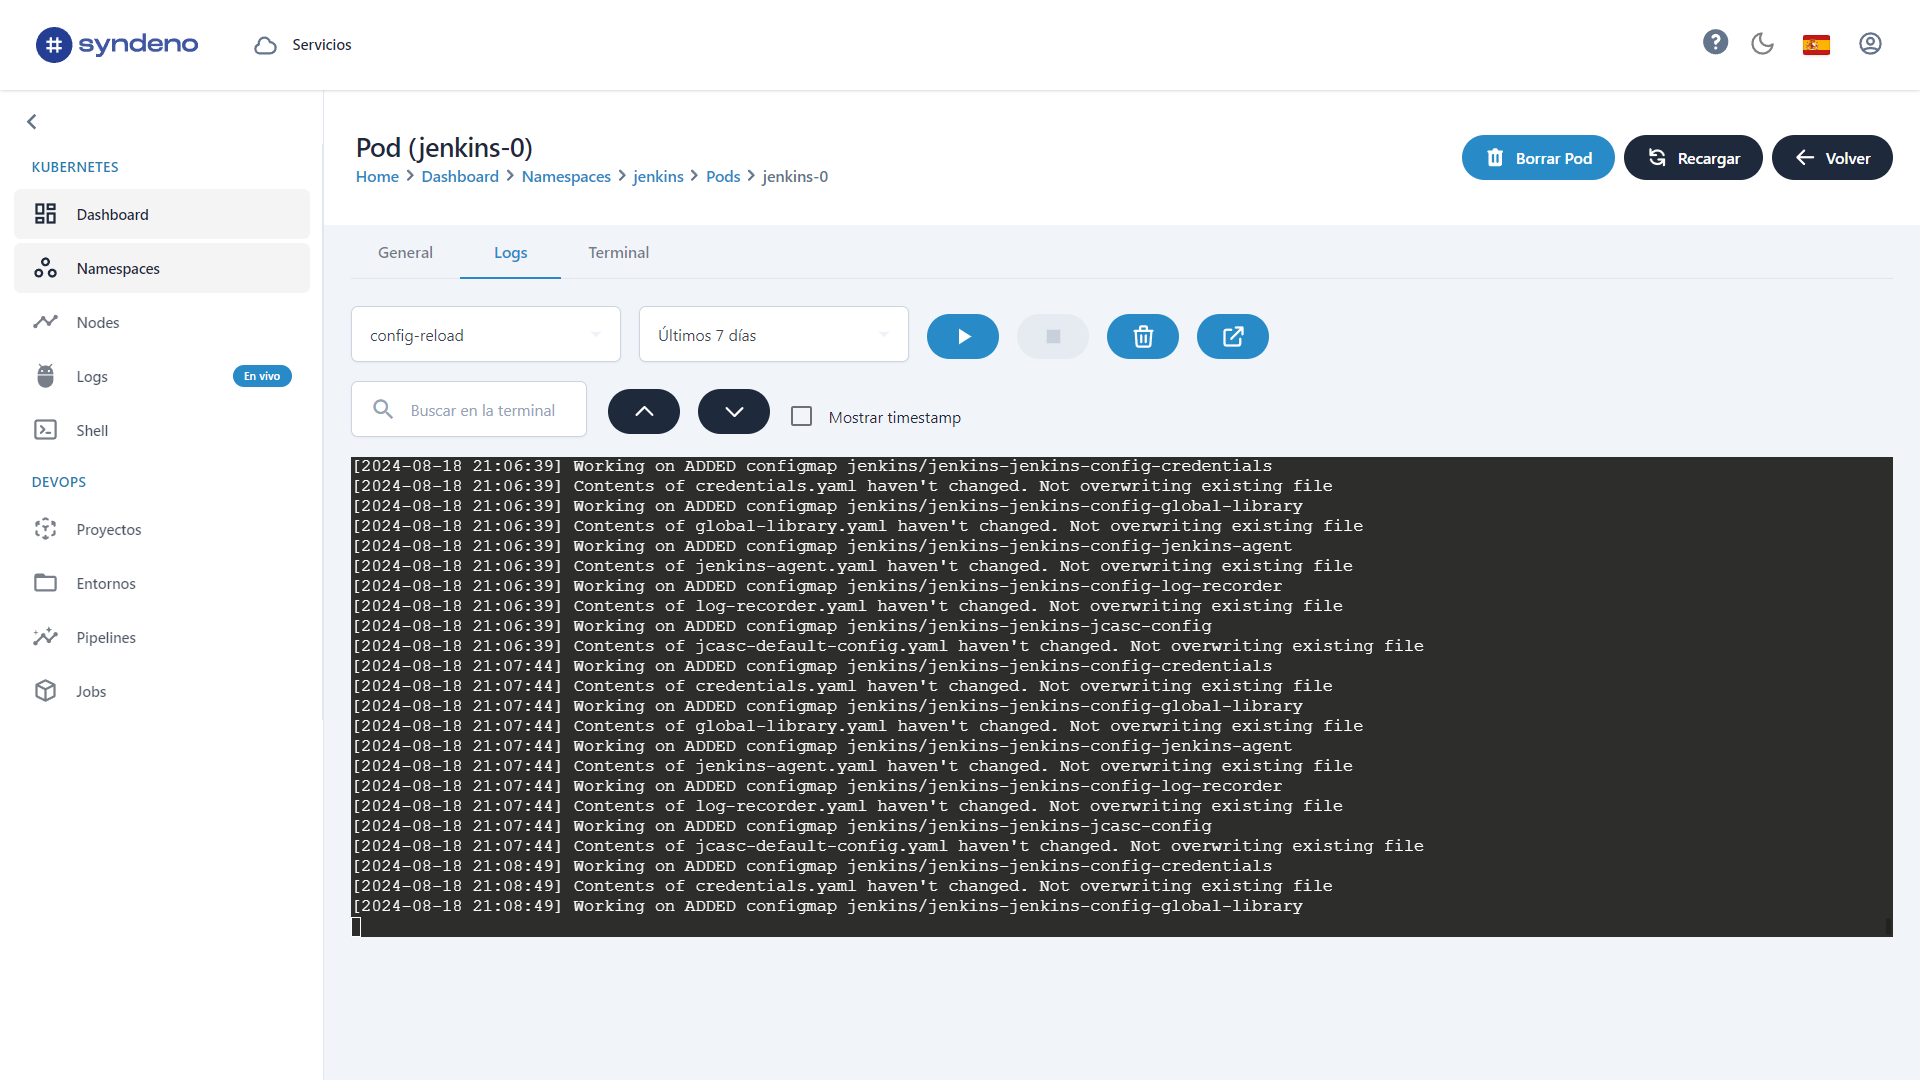 syndeno
Servicios
KUBERNETES
Dashboard
Namespaces
Nodes
Logs
En vivo
Shell
DEVOPS
Proyectos
Entornos
Pipelines
Jobs
Pod (jenkins-0)
Home > Dashboard > Namespaces > jenkins > Pods > jenkins-0
Borrar Pod
Recargar
Volver
General
Logs
Terminal
config-reload
Últimos 7 días
Buscar en la terminal
Mostrar timestamp
[2024-08-18 21:06:39] Working on ADDED configmap jenkins/jenkins-jenkins-config-credentials
[2024-08-18 21:06:39] Contents of credentials.yaml haven't changed. Not overwriting existing file
[2024-08-18 21:06:39] Working on ADDED configmap jenkins/jenkins-jenkins-config-global-library
[2024-08-18 21:06:39] Contents of global-library.yaml haven't changed. Not overwriting existing file
[2024-08-18 21:06:39] Working on ADDED configmap jenkins/jenkins-jenkins-config-jenkins-agent
[2024-08-18 21:06:39] Contents of jenkins-agent.yaml haven't changed. Not overwriting existing file
[2024-08-18 21:06:39] Working on ADDED configmap jenkins/jenkins-jenkins-config-log-recorder
[2024-08-18 21:06:39] Contents of log-recorder.yaml haven't changed. Not overwriting existing file
[2024-08-18 21:06:39] Working on ADDED configmap jenkins/jenkins-jenkins-jcasc-config
[2024-08-18 21:06:39] Contents of jcasc-default-config.yaml haven't changed. Not overwriting existing file
[2024-08-18 21:07:44] Working on ADDED configmap jenkins/jenkins-jenkins-config-credentials
[2024-08-18 21:07:44] Contents of credentials.yaml haven't changed. Not overwriting existing file
[2024-08-18 21:07:44] Working on ADDED configmap jenkins/jenkins-jenkins-config-global-library
[2024-08-18 21:07:44] Contents of global-library.yaml haven't changed. Not overwriting existing file
[2024-08-18 21:07:44] Working on ADDED configmap jenkins/jenkins-jenkins-config-jenkins-agent
[2024-08-18 21:07:44] Contents of jenkins-agent.yaml haven't changed. Not overwriting existing file
[2024-08-18 21:07:44] Working on ADDED configmap jenkins/jenkins-jenkins-config-log-recorder
[2024-08-18 21:07:44] Contents of log-recorder.yaml haven't changed. Not overwriting existing file
[2024-08-18 21:07:44] Working on ADDED configmap jenkins/jenkins-jenkins-jcasc-config
[2024-08-18 21:07:44] Contents of jcasc-default-config.yaml haven't changed. Not overwriting existing file
[2024-08-18 21:08:49] Working on ADDED configmap jenkins/jenkins-jenkins-config-credentials
[2024-08-18 21:08:49] Contents of credentials.yaml haven't changed. Not overwriting existing file
[2024-08-18 21:08:49] Working on ADDED configmap jenkins/jenkins-jenkins-config-global-library